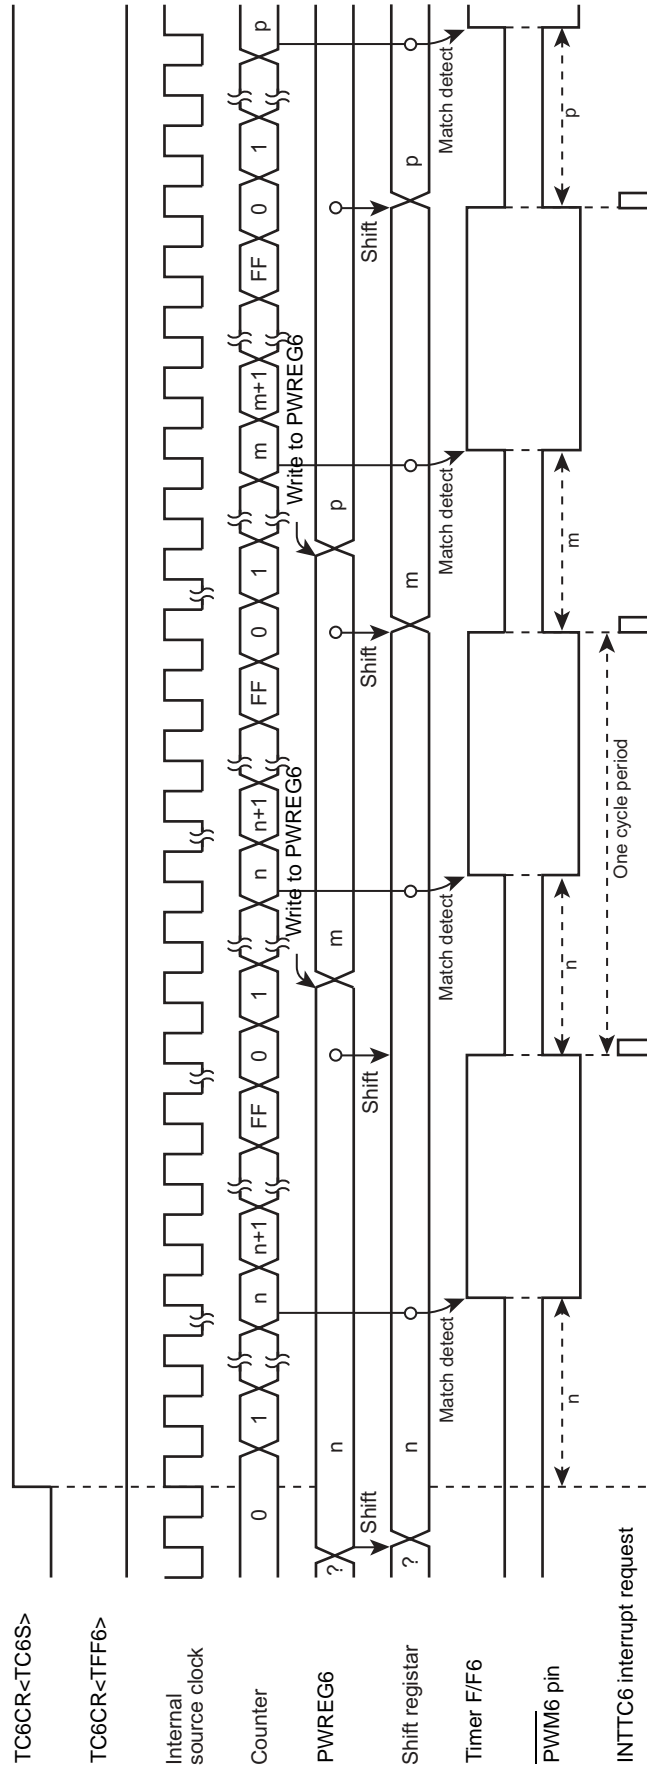 TC6CR<TC6S>
TC6CR<TFF6>
Internal
source clock
Counter 0 1 n n+1 FF 0 1 n n+1 FF 0 1 m m+1 FF 0 1 p
Write to PWREG6 Write to PWREG6
PWREG6 ? n m p
Shift Shift Shift Shift
Shift registar ? n m p
Match detect Match detect Match detect Match detect
Timer F/F6
PWM6 pin
n n m p
One cycle period
INTTC6 interrupt request